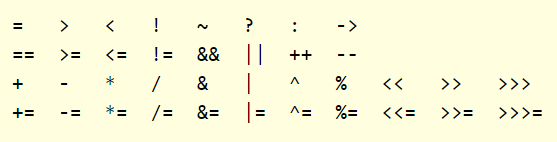 = > < ! ~ ? : ->
== >= <= != && || ++ --
+ - * / & | ^ % << >> >>>
+= -= *= /= &= |= ^= %= <<= >>= >>>=